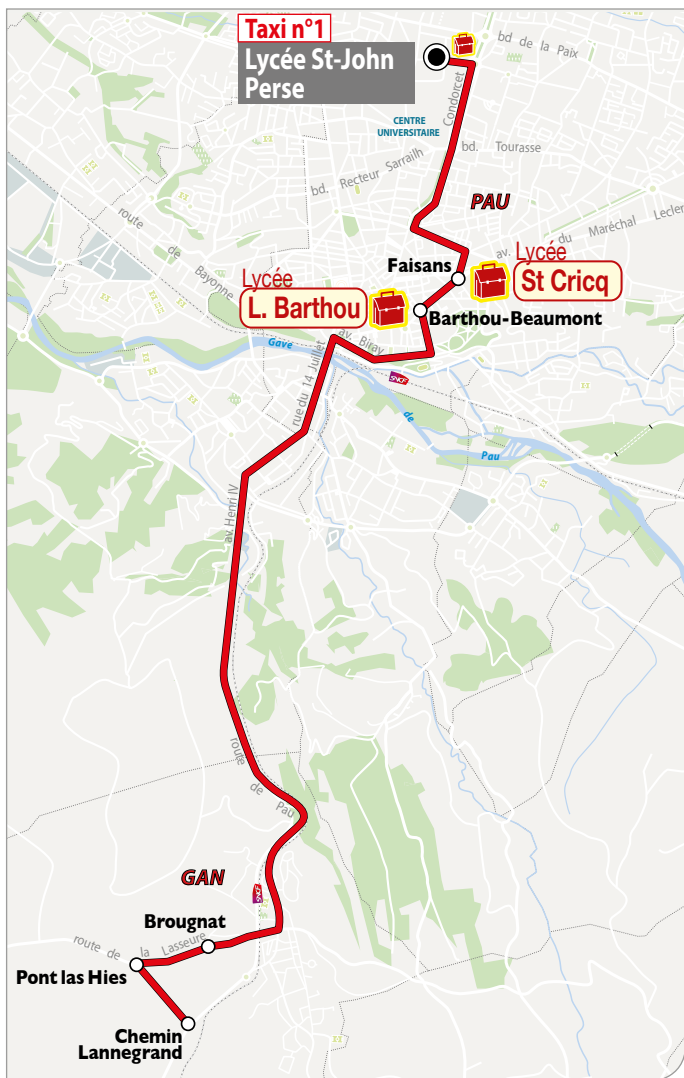 Taxi n°1
Lycée St-John
Perse
bd de la Paix
Condorcet
CENTRE
UNIVERSITAIRE
bd. Tourasse
bd. Recteur Sarrailh
PAU
av. du Maréchal Lecler
route de Bayonne
Faisans
Lycée
St Cricq
Lycée
L. Barthou
Barthou-Beaumont
av. Biray
Gave
de
Pau
SNCF
rue du 14 Juillet
av. Henri IV
route
de
Pau
GAN
SNCF
Brougnat
route de la Lasseure
Pont las Hies
Chemin
Lannegrand